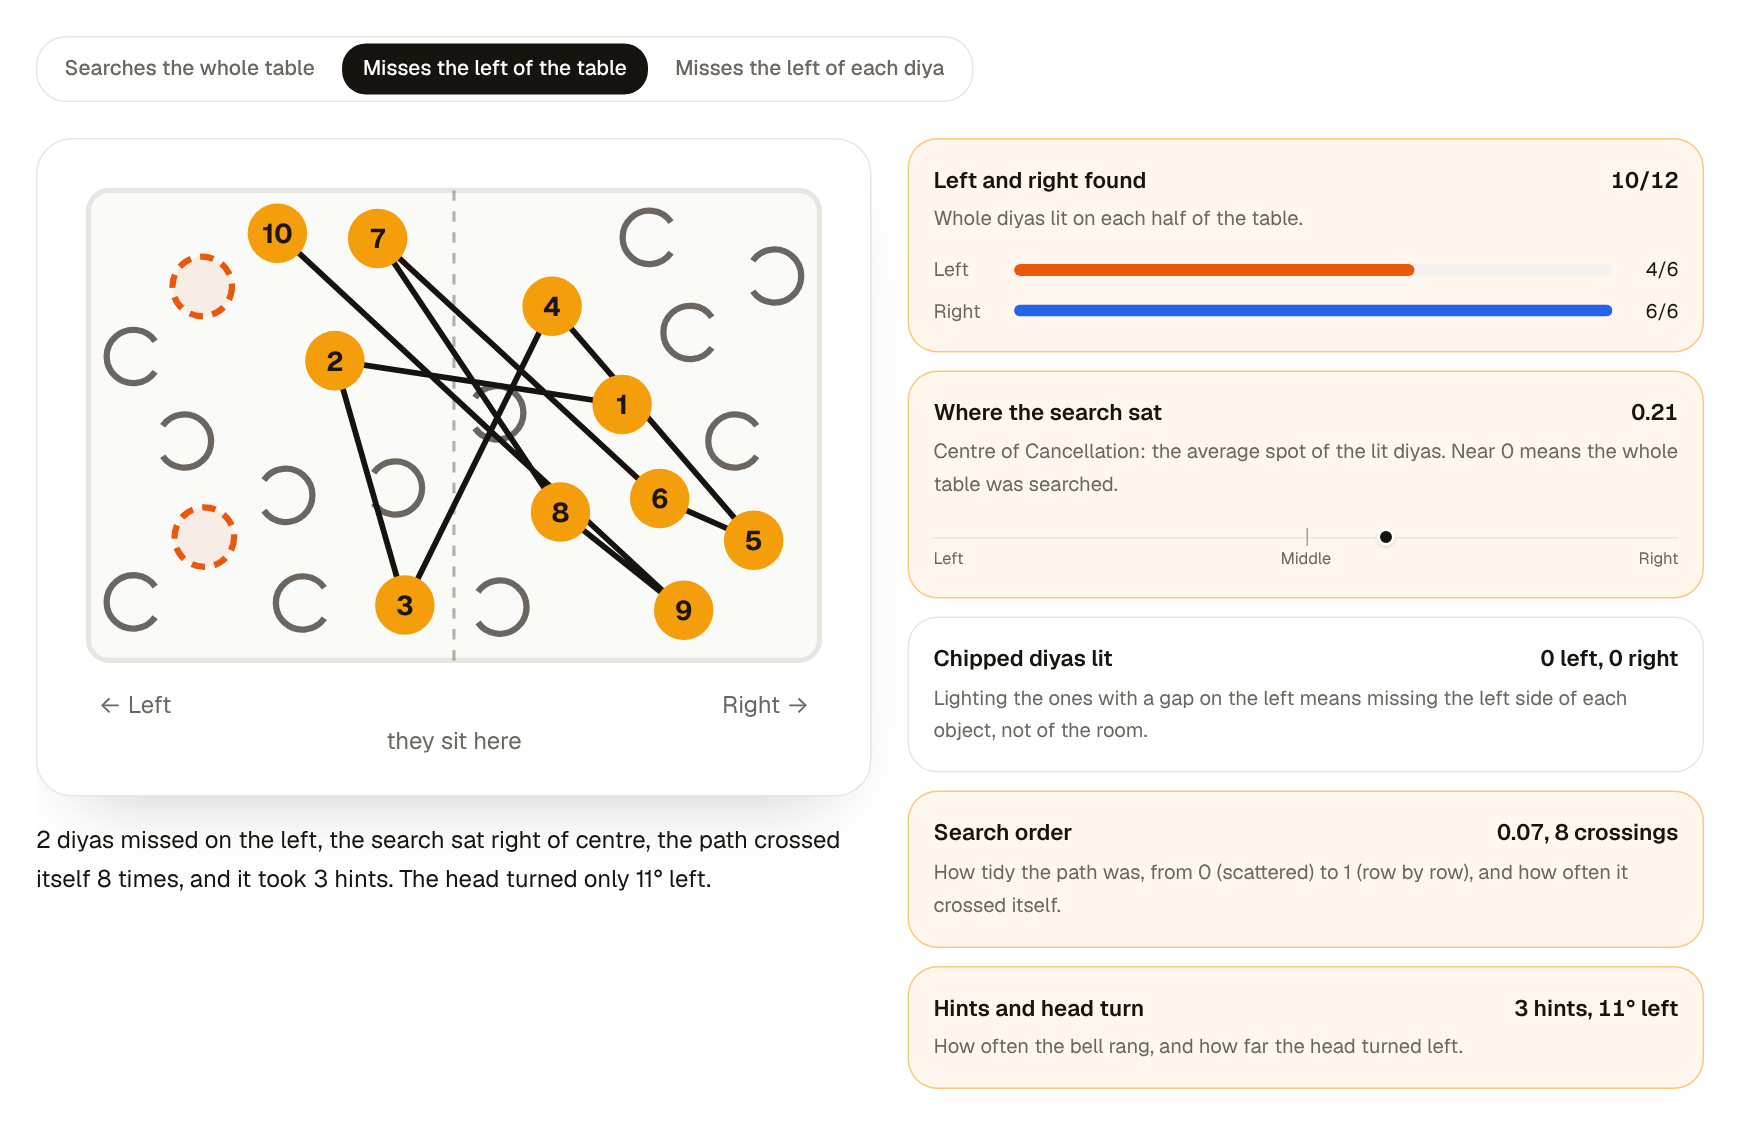 Searches the whole table
Misses the left of the table
Misses the left of each diya
10
7
4
2
1
6
8
5
3
9
← Left
Right →
they sit here
2 diyas missed on the left, the search sat right of centre, the path crossed
itself 8 times, and it took 3 hints. The head turned only 11° left.
Left and right found
10/12
Whole diyas lit on each half of the table.
Left
4/6
Right
6/6
Where the search sat
0.21
Centre of Cancellation: the average spot of the lit diyas. Near 0 means the whole
table was searched.
Left
Middle
Right
Chipped diyas lit
0 left, 0 right
Lighting the ones with a gap on the left means missing the left side of each
object, not of the room.
Search order
0.07, 8 crossings
How tidy the path was, from 0 (scattered) to 1 (row by row), and how often it
crossed itself.
Hints and head turn
3 hints, 11° left
How often the bell rang, and how far the head turned left.